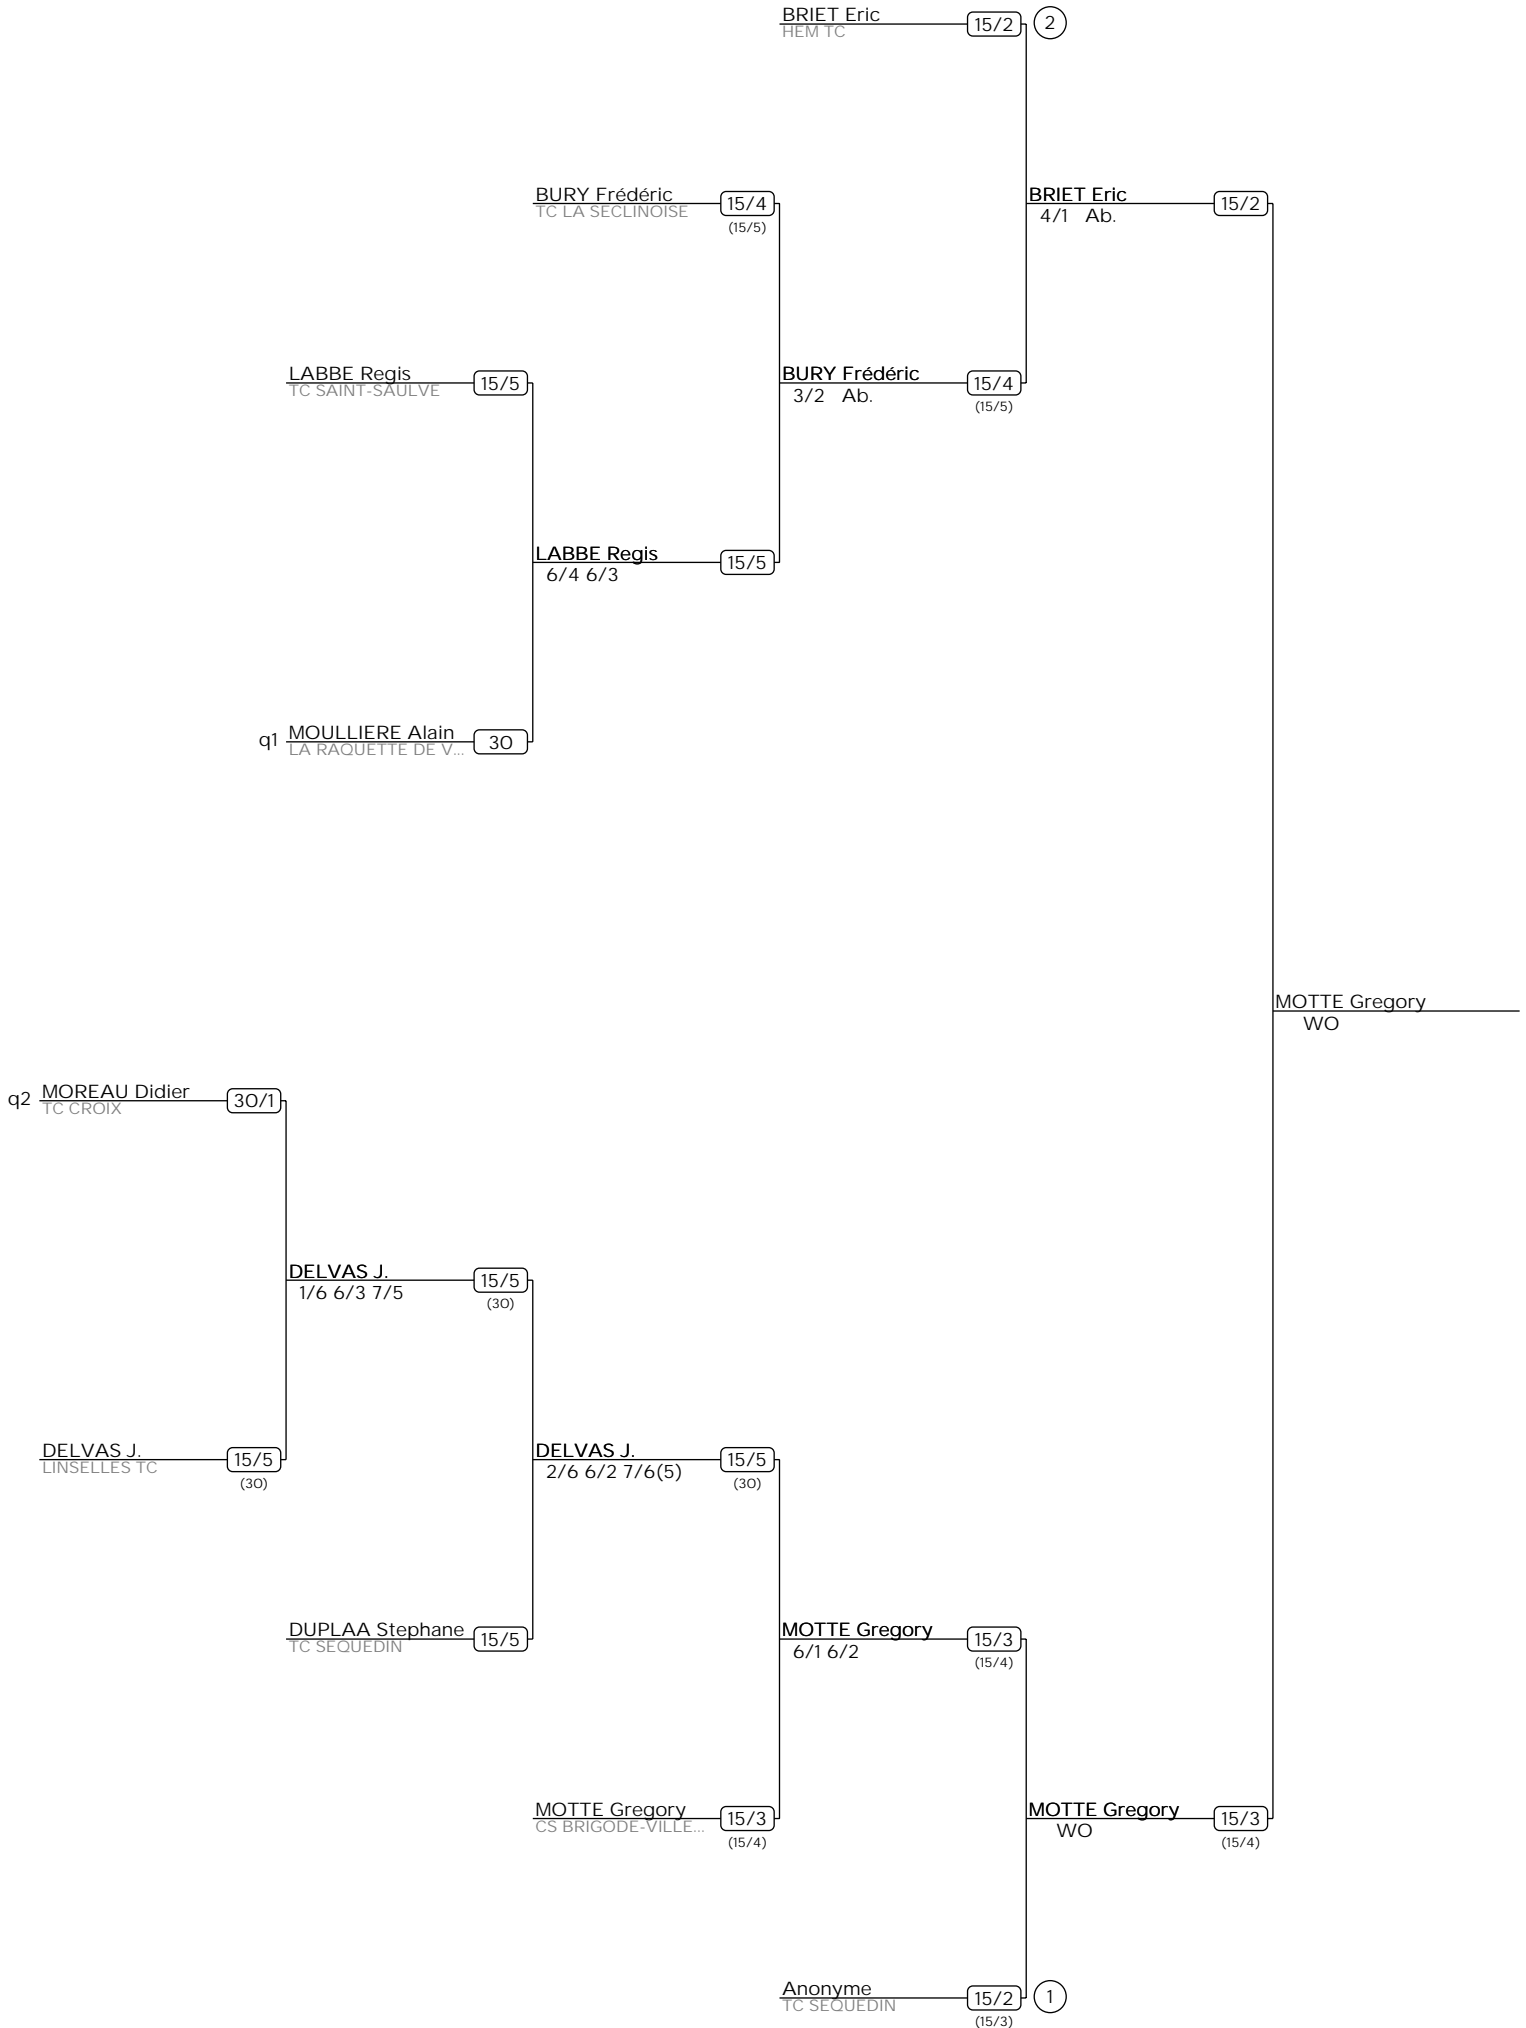 BRIET Eric 15/2 2
HEM TC
BURY Frédéric 15/4
TC LA SECLINOISE
(15/5)
BRIET Eric 15/2
4/1 Ab.
LABBE Regis 15/5
TC SAINT-SAULVE
BURY Frédéric 15/4
3/2 Ab.
(15/5)
LABBE Regis 15/5
6/4 6/3
q1 MOULLIERE Alain 30
LA RAQUETTE DE V...
MOTTE Gregory
WO
q2 MOREAU Didier 30/1
TC CROIX
DELVAS J. 15/5
1/6 6/3 7/5
(30)
DELVAS J. 15/5
LINSELLES TC
(30)
DELVAS J. 15/5
2/6 6/2 7/6(5)
(30)
DUPLAA Stephane 15/5
TC SEQUEDIN
MOTTE Gregory 15/3
6/1 6/2
(15/4)
MOTTE Gregory 15/3
CS BRIGODE-VILLE...
(15/4)
MOTTE Gregory 15/3
WO
(15/4)
Anonyme 15/2 1
TC SEQUEDIN
(15/3)